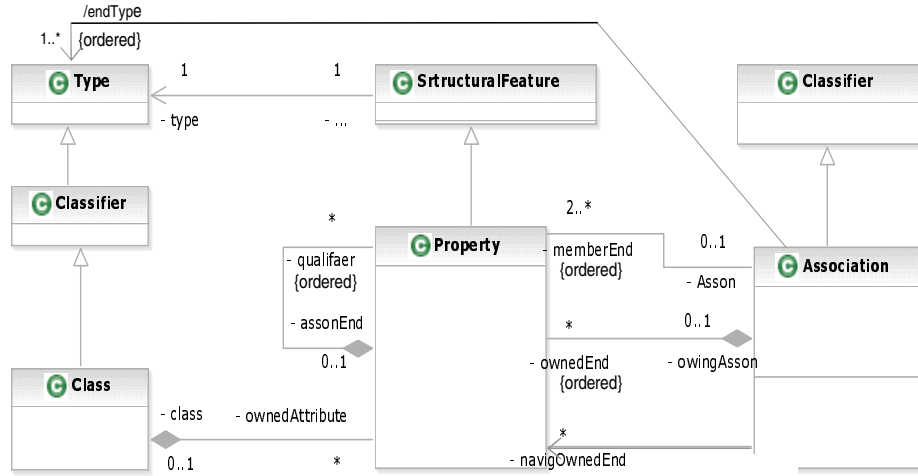 /endType
1..* {ordered}
C Type
1 1
- type - ...
C SrtructuralFeature
C Classifier
C Classifier
* 2..*
C Property
- qualifaer
{ordered}
- memberEnd
{ordered}
0..1
- Asson
C Association
- assonEnd
0..1
* 0..1
- ownedEnd
{ordered}
- owingAsson
C Class
- class - ownedAttribute
0..1 *
*
- navigOwnedEnd